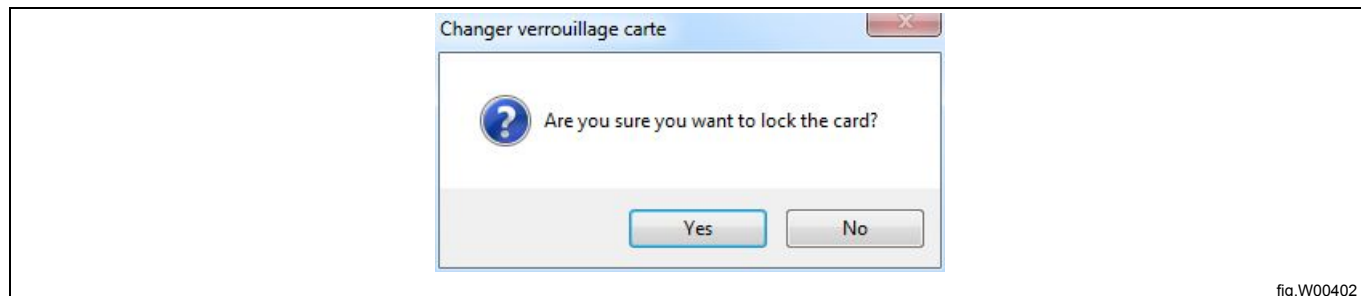 Changer verrouillage carte
X
Are you sure you want to lock the card?
Yes
No
fig.W00402